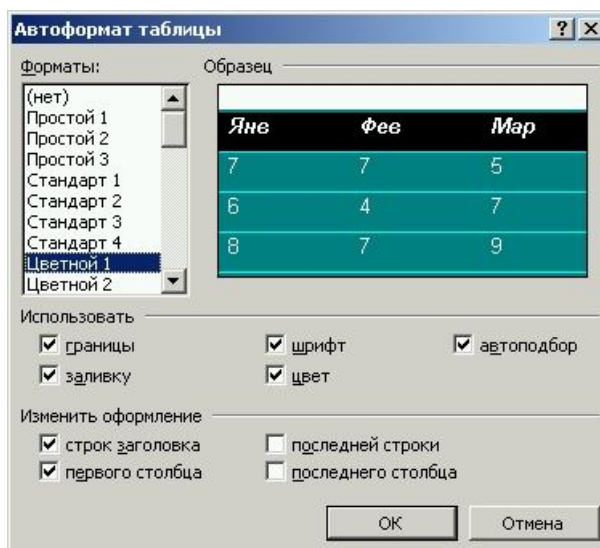 Автоформат таблицы
Форматы:
Образец
(нет)
Простой 1
Простой 2
Простой 3
Стандарт 1
Стандарт 2
Стандарт 3
Стандарт 4
Цветной 1
Цветной 2
Янв Фев Мар
7 7 5
6 4 7
8 7 9
Использовать
границы шрифт автоподбор
заливку цвет
Изменить оформление
строк заголовка последней строки
первого столбца последнего столбца
ОК Отмена